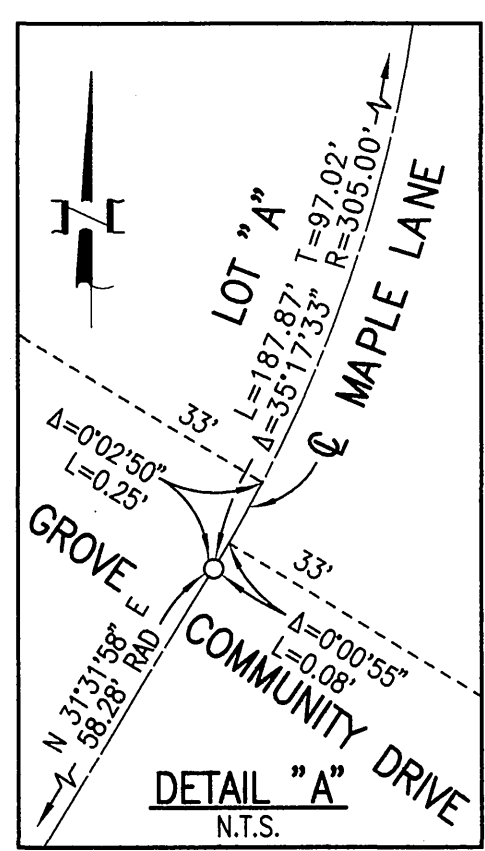 LOT "A"
L=187.87' T=97.02'
Δ=35°17'33" R=305.00'
℄ MAPLE LANE
33'
Δ=0°02'50"
L=0.25'
GROVE COMMUNITY DRIVE
33'
Δ=0°00'55"
L=0.08'
N 31°31'58" E
58.28' RAD
DETAIL "A"
N.T.S.